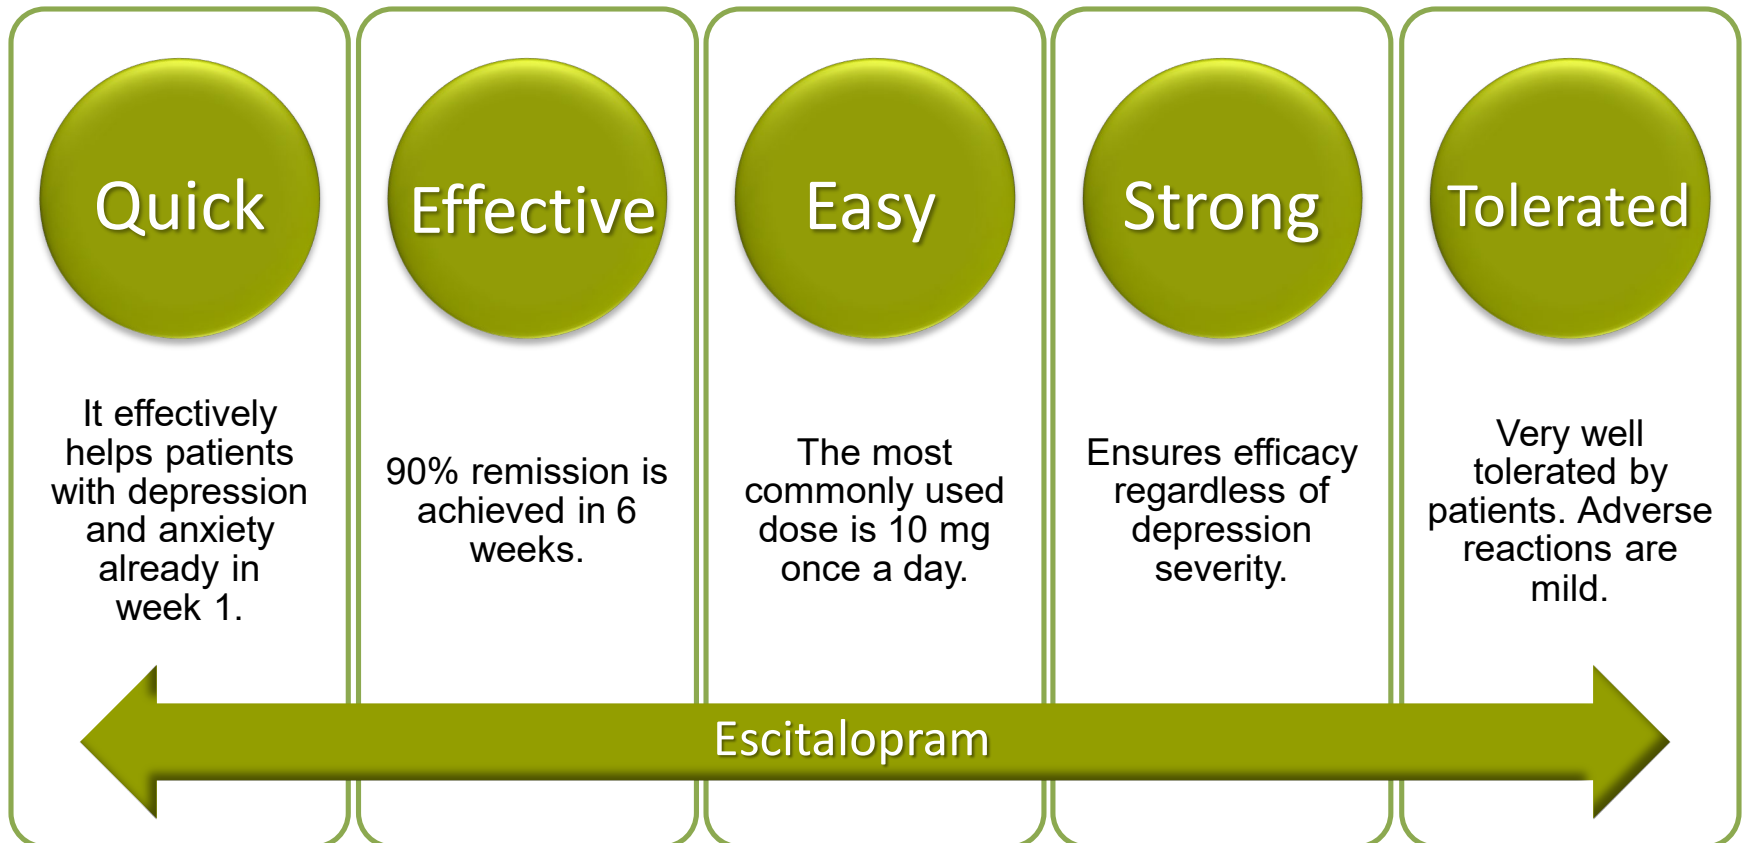 Quick
It effectively
helps patients
with depression
and anxiety
already in
week 1.
Effective
90% remission is
achieved in 6
weeks.
Easy
The most
commonly used
dose is 10 mg
once a day.
Strong
Ensures efficacy
regardless of
depression
severity.
Tolerated
Very well
tolerated by
patients. Adverse
reactions are
mild.
Escitalopram